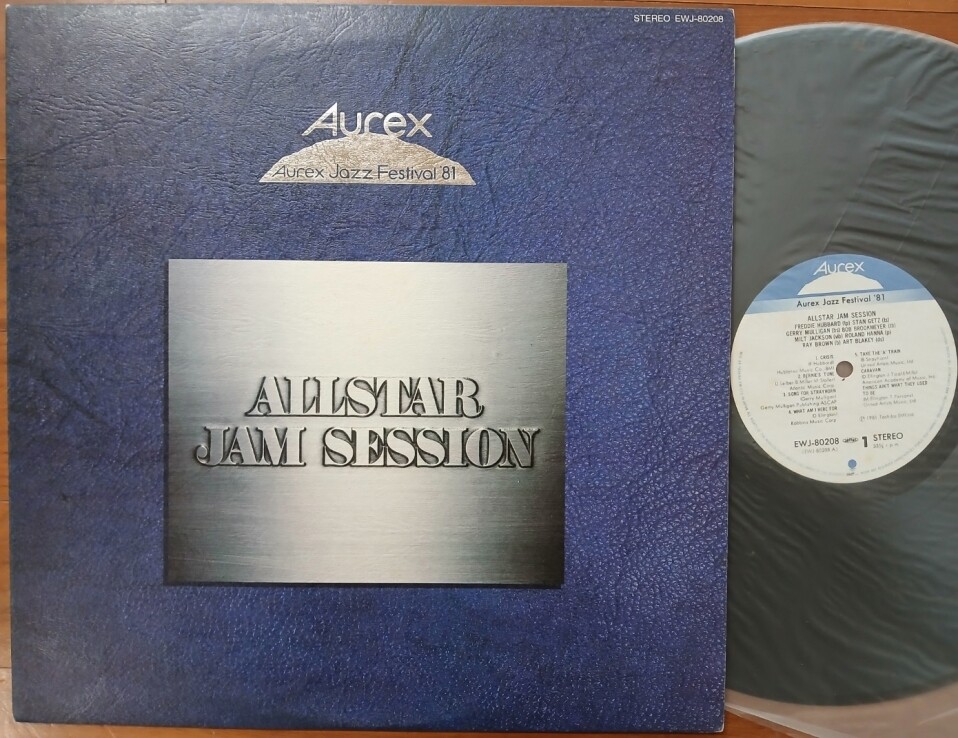 STEREO EWJ-80208
Aurex
Aurex Jazz Festival '81
ALLSTAR
JAM SESSION
Aurex
Aurex Jazz Festival '81
ALLSTAR JAM SESSION
FREDDIE HUBBARD (tp) STAN GETZ (ts)
GERRY MULLIGAN (bs) BOB BROOKMEYER (tb)
MILT JACKSON (vib) ROLAND HANNA (p)
RAY BROWN (b) ART BLAKEY (ds)
1. CRISIS
2. BERNIE'S TUNE
3. SONG FOR STRAYHORN
(Gerry Mulligan)
4. WHAT AM I HERE FOR
5. TAKE THE 'A' TRAIN
CARAVAN
THINGS AIN'T WHAT THEY USED
TO BE
EWJ-80208 1 STEREO